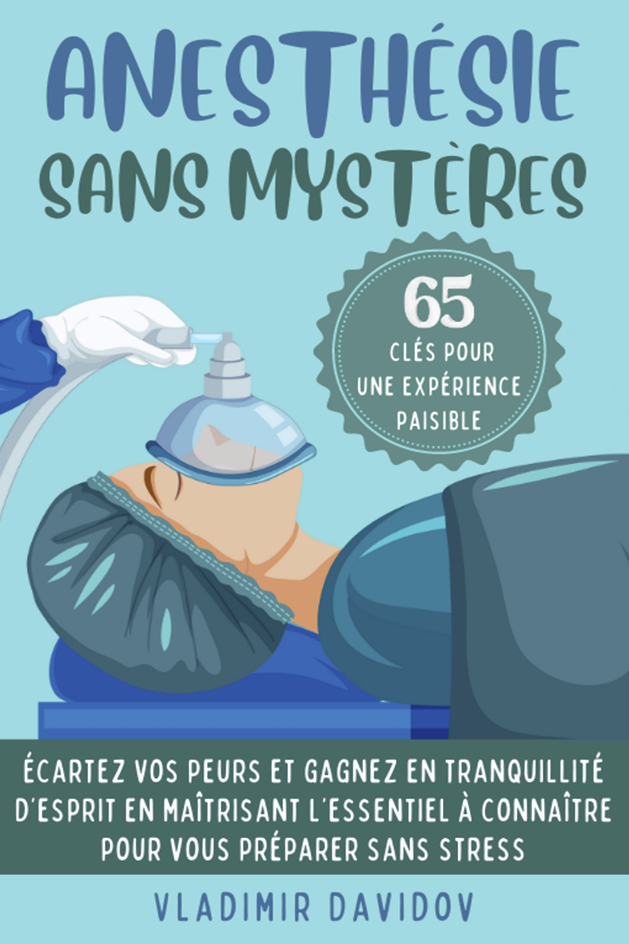 ANESTHÉSIE
SANS MYSTÈRES
65
CLÉS POUR
UNE EXPÉRIENCE
PAISIBLE
ÉCARTEZ VOS PEURS ET GAGNEZ EN TRANQUILLITÉ
D'ESPRIT EN MAÎTRISANT L'ESSENTIEL À CONNAÎTRE
POUR VOUS PRÉPARER SANS STRESS
VLADIMIR DAVIDOV